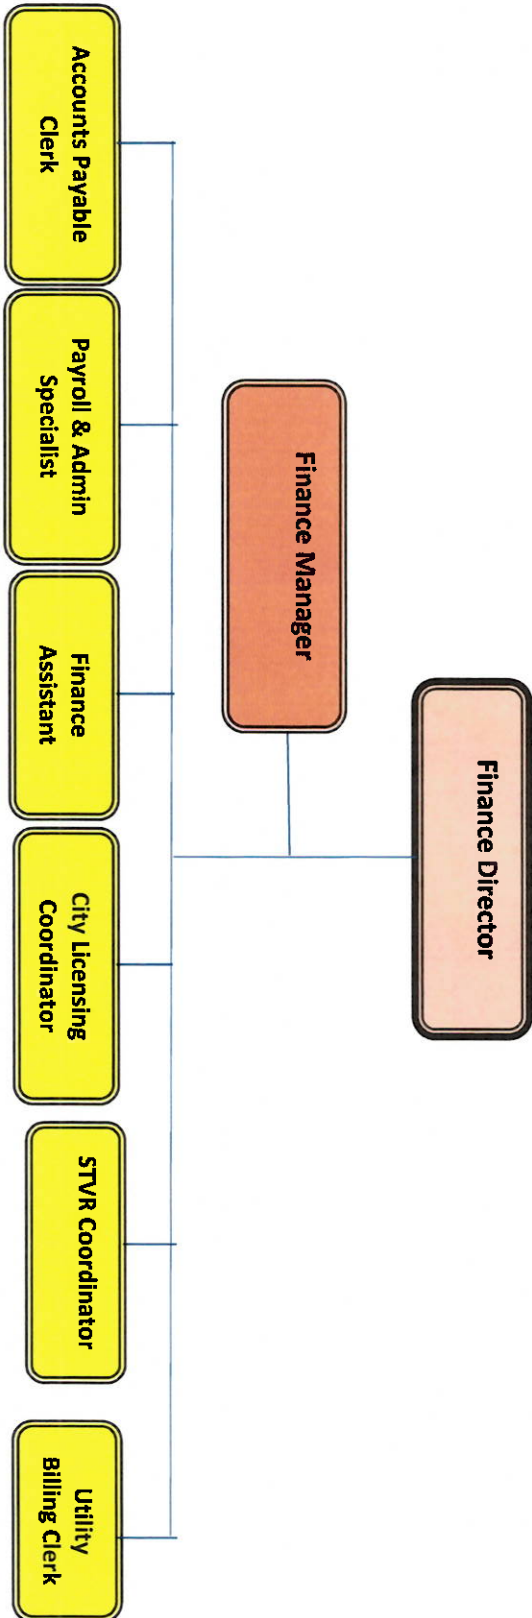 Finance Director
Finance Manager
Accounts Payable
Clerk
Payroll & Admin
Specialist
Finance
Assistant
City Licensing
Coordinator
STVR Coordinator
Utility
Billing Clerk